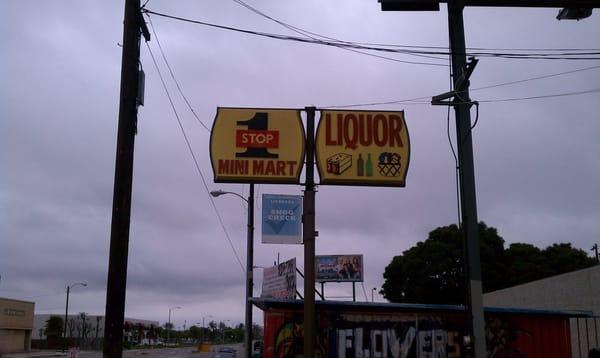 1
STOP
MINI MART
LIQUOR
SMOG
CHECK
FLOWERS